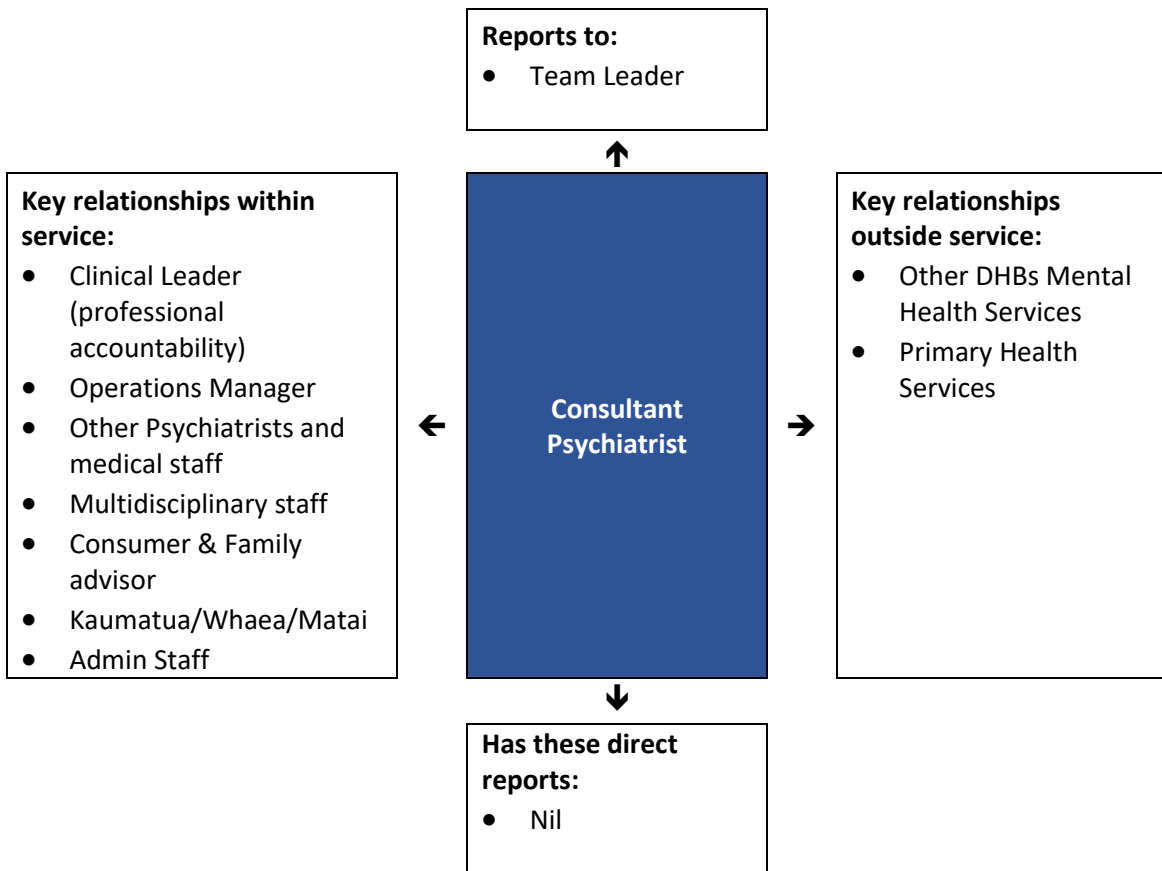 Reports to:
• Team Leader
Key relationships within
service:
• Clinical Leader
(professional
accountability)
• Operations Manager
• Other Psychiatrists and
medical staff
• Multidisciplinary staff
• Consumer & Family
advisor
• Kaumatua/Whaea/Matai
• Admin Staff
Consultant
Psychiatrist
Key relationships
outside service:
• Other DHBs Mental
Health Services
• Primary Health
Services
Has these direct
reports:
• Nil